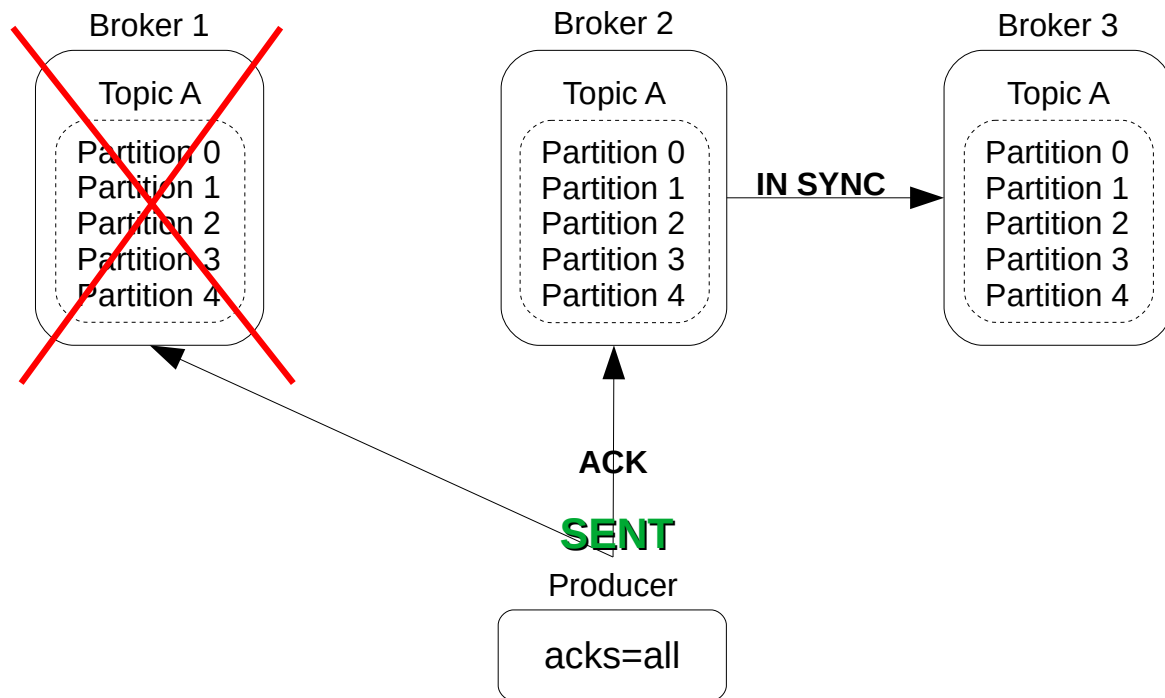 Broker 1
Topic A
Partition 0
Partition 1
Partition 2
Partition 3
Partition 4
Broker 2
Topic A
Partition 0
Partition 1
Partition 2
Partition 3
Partition 4
IN SYNC
Broker 3
Topic A
Partition 0
Partition 1
Partition 2
Partition 3
Partition 4
ACK
SENT
Producer
acks=all